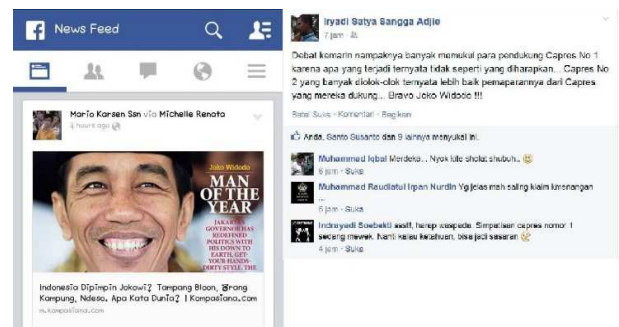 News Feed
Mario Karsen Ssn via Michelle Renata
4 hours ago
Joko Widodo
MAN
OF THE
YEAR
JAKARTA'S
GOVERNOR HAS
REDEFINED
POLITICS WITH
HIS DOWN TO
EARTH, GET-
YOUR-HANDS-
DIRTY STYLE. THE
Indonesia Dipimpin Jokowi? Tampang Bloon, Orang
Kampung, Ndeso, Apa Kata Dunia? | Kompasiana.com
m.kompasiana.com
Iryadi Satya Sangga Adjie
7 jam
Debat kemarin nampaknya banyak memukul para pendukung Capres No 1
karena apa yang terjadi ternyata tidak seperti yang diharapkan... Capres No
2 yang banyak diolok-olok ternyata lebih baik pemaparannya dari Capres
yang mereka dukung... Bravo Joko Widodo !!!
Batal Suka · Komentari · Bagikan
Anda, Santo Susanto dan 9 lainnya menyukai ini.
Muhammad Iqbal Merdeka... Nyok kite sholat shubuh..
6 jam · Suka
Muhammad Raudlatul Irpan Nurdin Yg jelas mah saling klaim kmenangan
...
6 jam · Suka
Indrayadi Soebekti assift, harap waspada. Simpatisan capres nomor 1
sedang mewek. Nanti kalau ketahuan, bisa jadi sasaran
4 jam · Suka